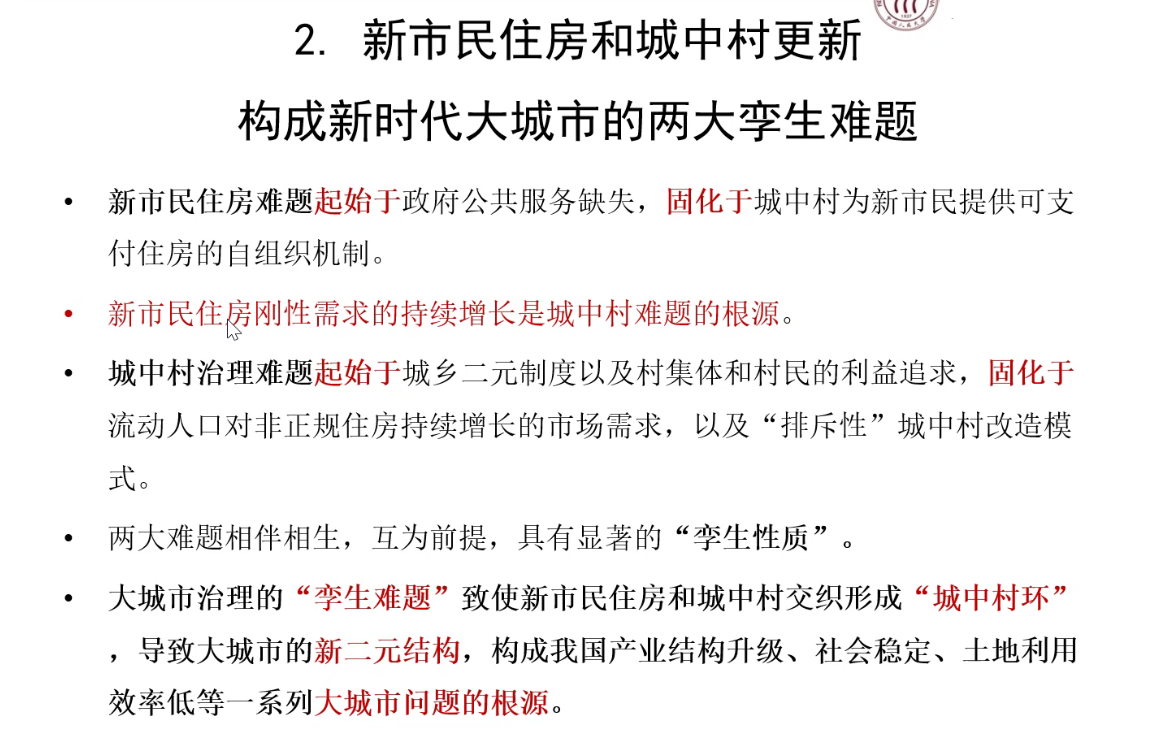 2. 新市民住房和城中村更新
构成新时代大城市的两大孪生难题
• 新市民住房难题起始于政府公共服务缺失，固化于城中村为新市民提供可支
付住房的自组织机制。
• 新市民住房刚性需求的持续增长是城中村难题的根源。
• 城中村治理难题起始于城乡二元制度以及村集体和村民的利益追求，固化于
流动人口对非正规住房持续增长的市场需求，以及“排斥性”城中村改造模
式。
• 两大难题相伴相生，互为前提，具有显著的“孪生性质”。
• 大城市治理的“孪生难题”致使新市民住房和城中村交织形成“城中村环”
，导致大城市的新二元结构，构成我国产业结构升级、社会稳定、土地利用
效率低等一系列大城市问题的根源。